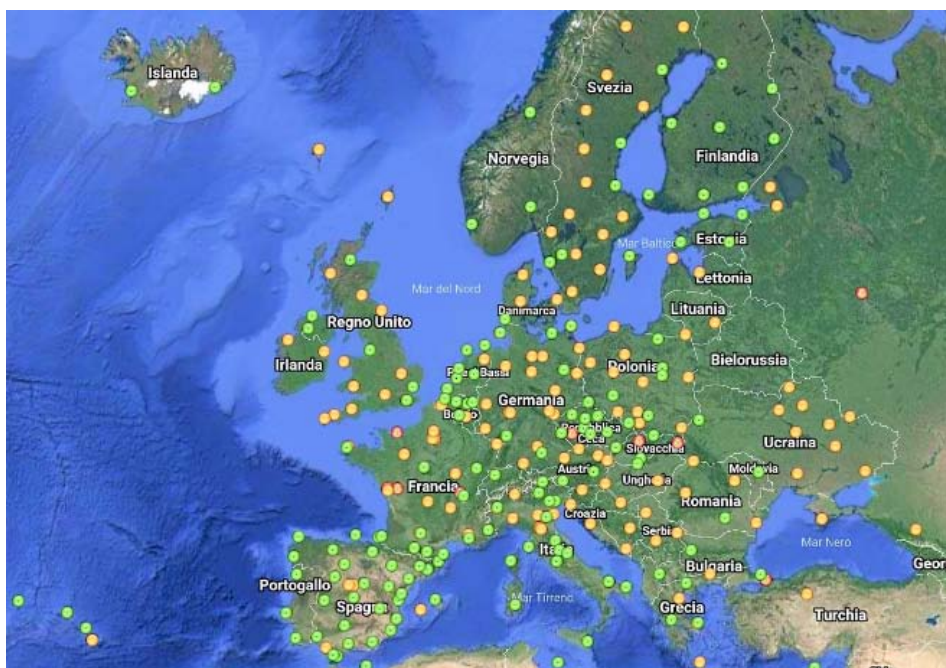 Islanda
Svezia
Norvegia
Finlandia
Mar Baltico
Estonia
Lettonia
Mar del Nord
Danimarca
Lituania
Regno Unito
Irlanda
Bielorussia
Polonia
Paesi Bassi
Germania
Belgio
Repubblica
Ceca
Ucraina
Slovacchia
Austria
Moldavia
Ungheria
Francia
Romania
Croazia
Serbia
Mar Nero
Italia
Bulgaria
Geor
Portogallo
Spagna
Mar Tirreno
Grecia
Turchia